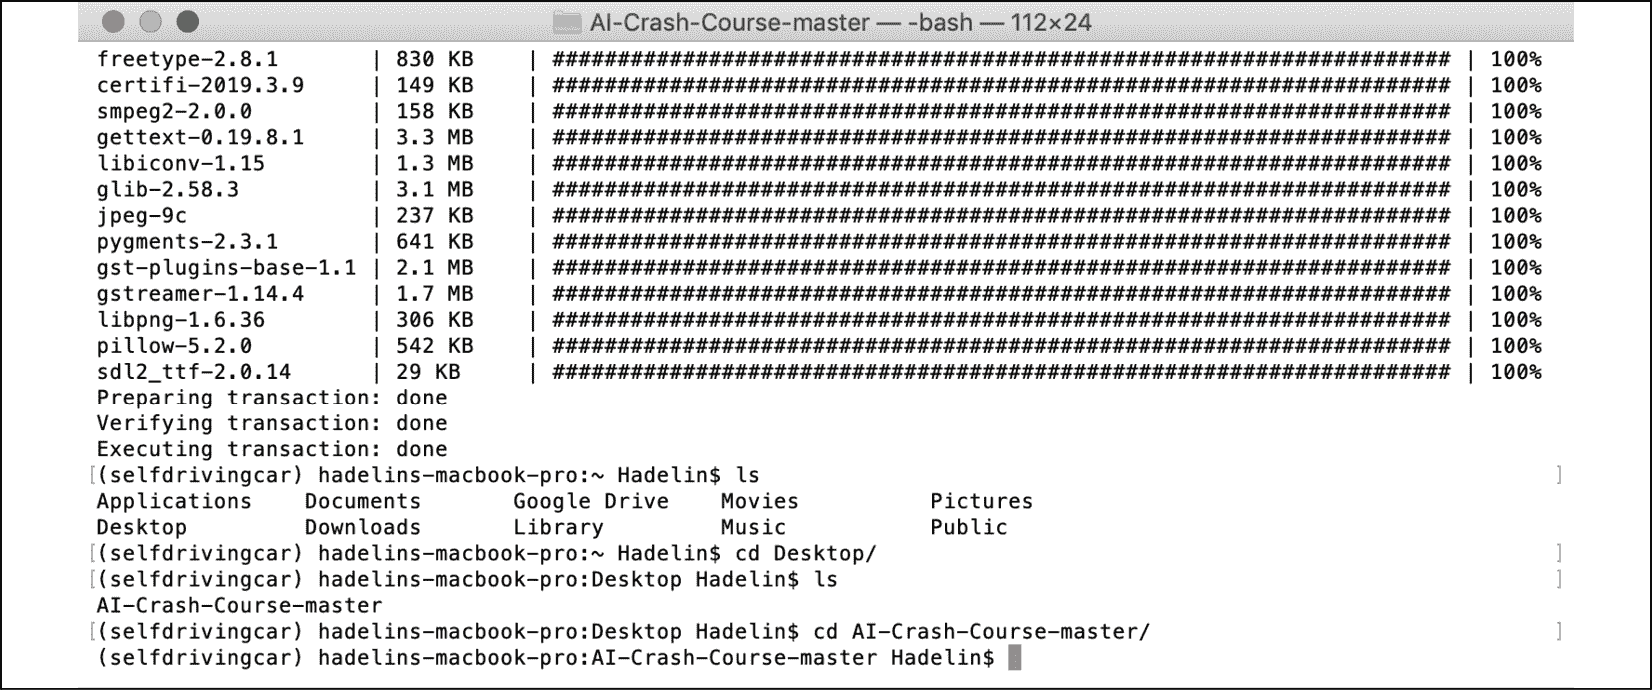 AI-Crash-Course-master — -bash — 112×24
freetype-2.8.1       | 830 KB    | ##################################################################### | 100%
certifi-2019.3.9     | 149 KB    | ##################################################################### | 100%
smpeg2-2.0.0         | 158 KB    | ##################################################################### | 100%
gettext-0.19.8.1     | 3.3 MB    | ##################################################################### | 100%
libiconv-1.15        | 1.3 MB    | ##################################################################### | 100%
glib-2.58.3          | 3.1 MB    | ##################################################################### | 100%
jpeg-9c              | 237 KB    | ##################################################################### | 100%
pygments-2.3.1       | 641 KB    | ##################################################################### | 100%
gst-plugins-base-1.1 | 2.1 MB    | ##################################################################### | 100%
gstreamer-1.14.4     | 1.7 MB    | ##################################################################### | 100%
libpng-1.6.36        | 306 KB    | ##################################################################### | 100%
pillow-5.2.0         | 542 KB    | ##################################################################### | 100%
sdl2_ttf-2.0.14      | 29 KB     | ##################################################################### | 100%
Preparing transaction: done
Verifying transaction: done
Executing transaction: done
[(selfdrivingcar) hadelins-macbook-pro:~ Hadelin$ ls ]
Applications    Documents       Google Drive    Movies          Pictures
Desktop         Downloads       Library         Music           Public
[(selfdrivingcar) hadelins-macbook-pro:~ Hadelin$ cd Desktop/ ]
[(selfdrivingcar) hadelins-macbook-pro:Desktop Hadelin$ ls ]
AI-Crash-Course-master
[(selfdrivingcar) hadelins-macbook-pro:Desktop Hadelin$ cd AI-Crash-Course-master/ ]
(selfdrivingcar) hadelins-macbook-pro:AI-Crash-Course-master Hadelin$